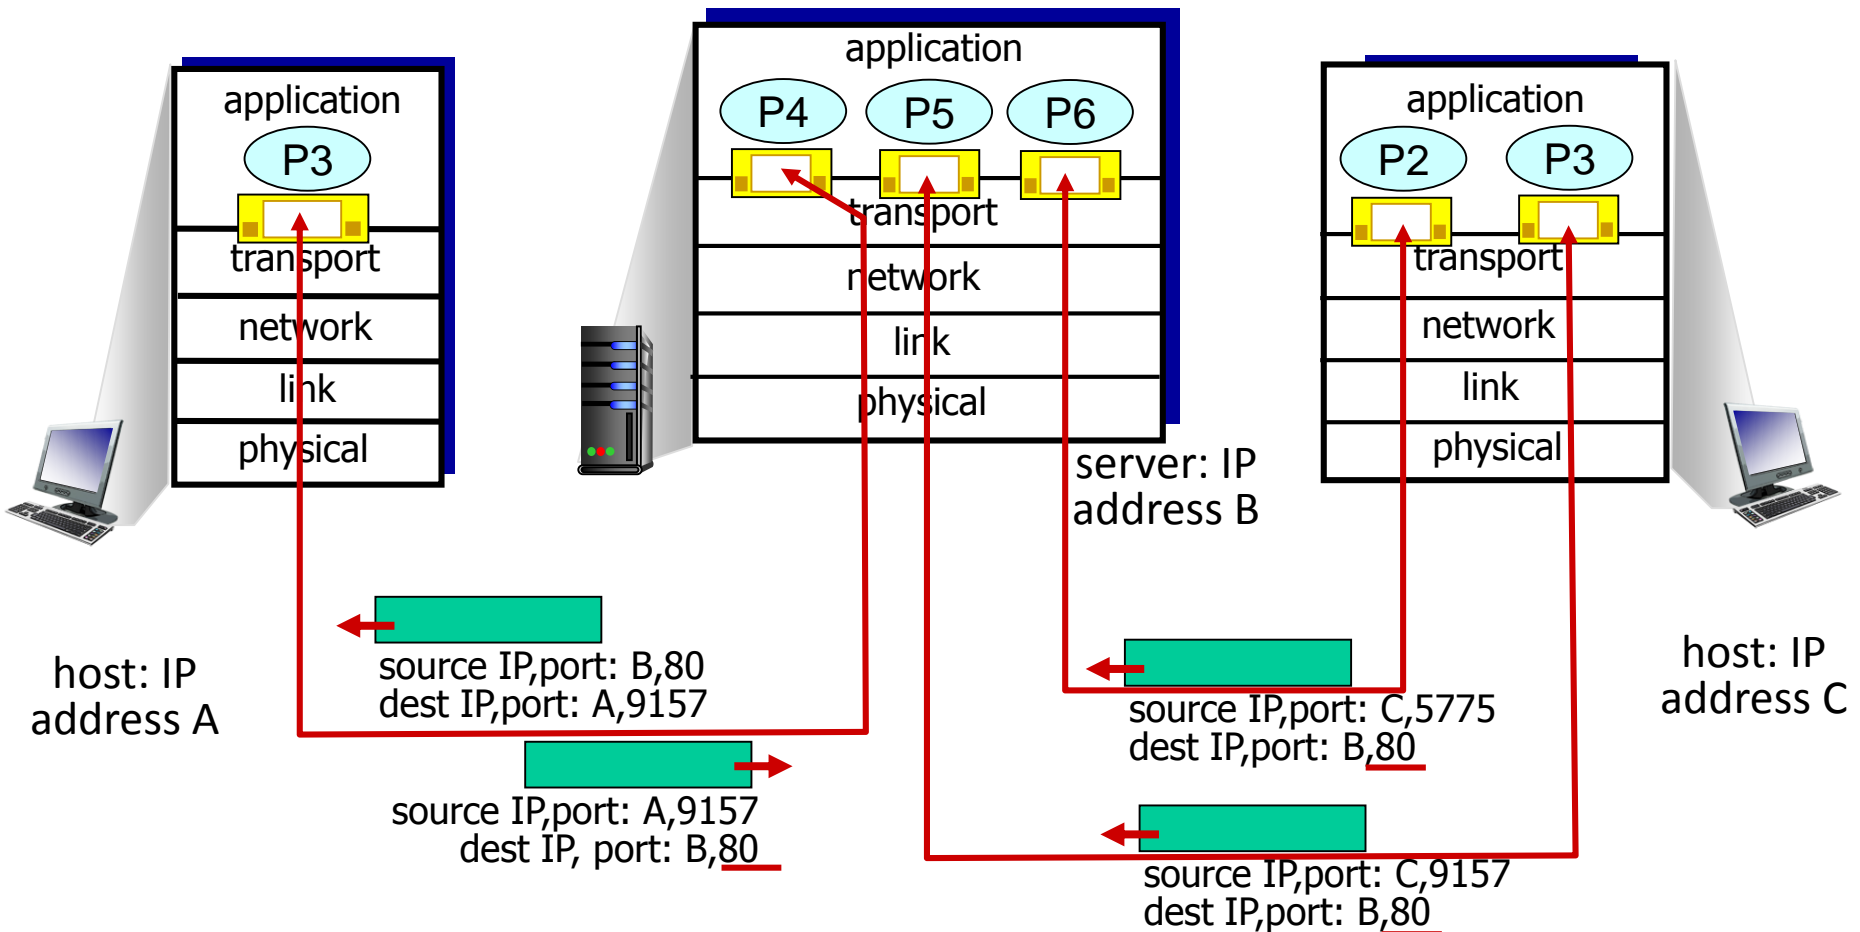 application
P3
transport
network
link
physical
host: IP
address A
application
P4
P5
P6
transport
network
link
physical
server: IP
address B
application
P2
P3
transport
network
link
physical
host: IP
address C
source IP,port: B,80
dest IP,port: A,9157
source IP,port: A,9157
dest IP, port: B,80
source IP,port: C,5775
dest IP,port: B,80
source IP,port: C,9157
dest IP,port: B,80